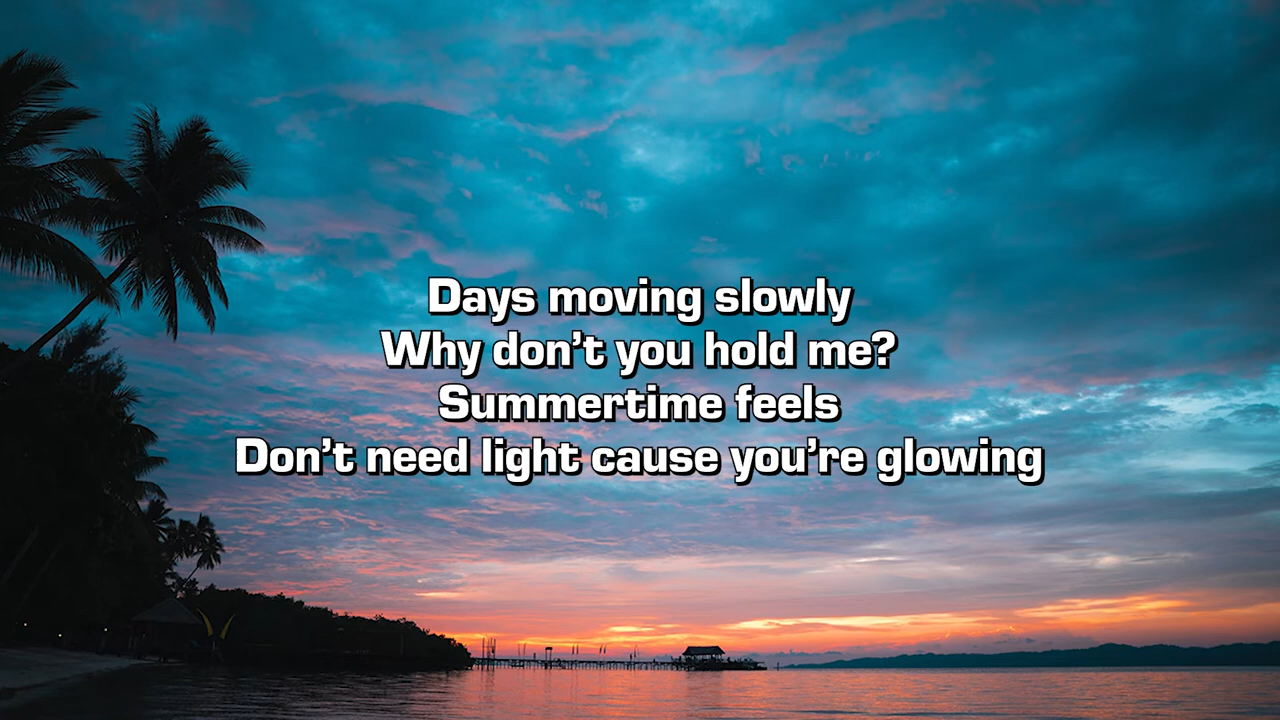 Days moving slowly
Why don’t you hold me?
Summertime feels
Don’t need light cause you’re glowing